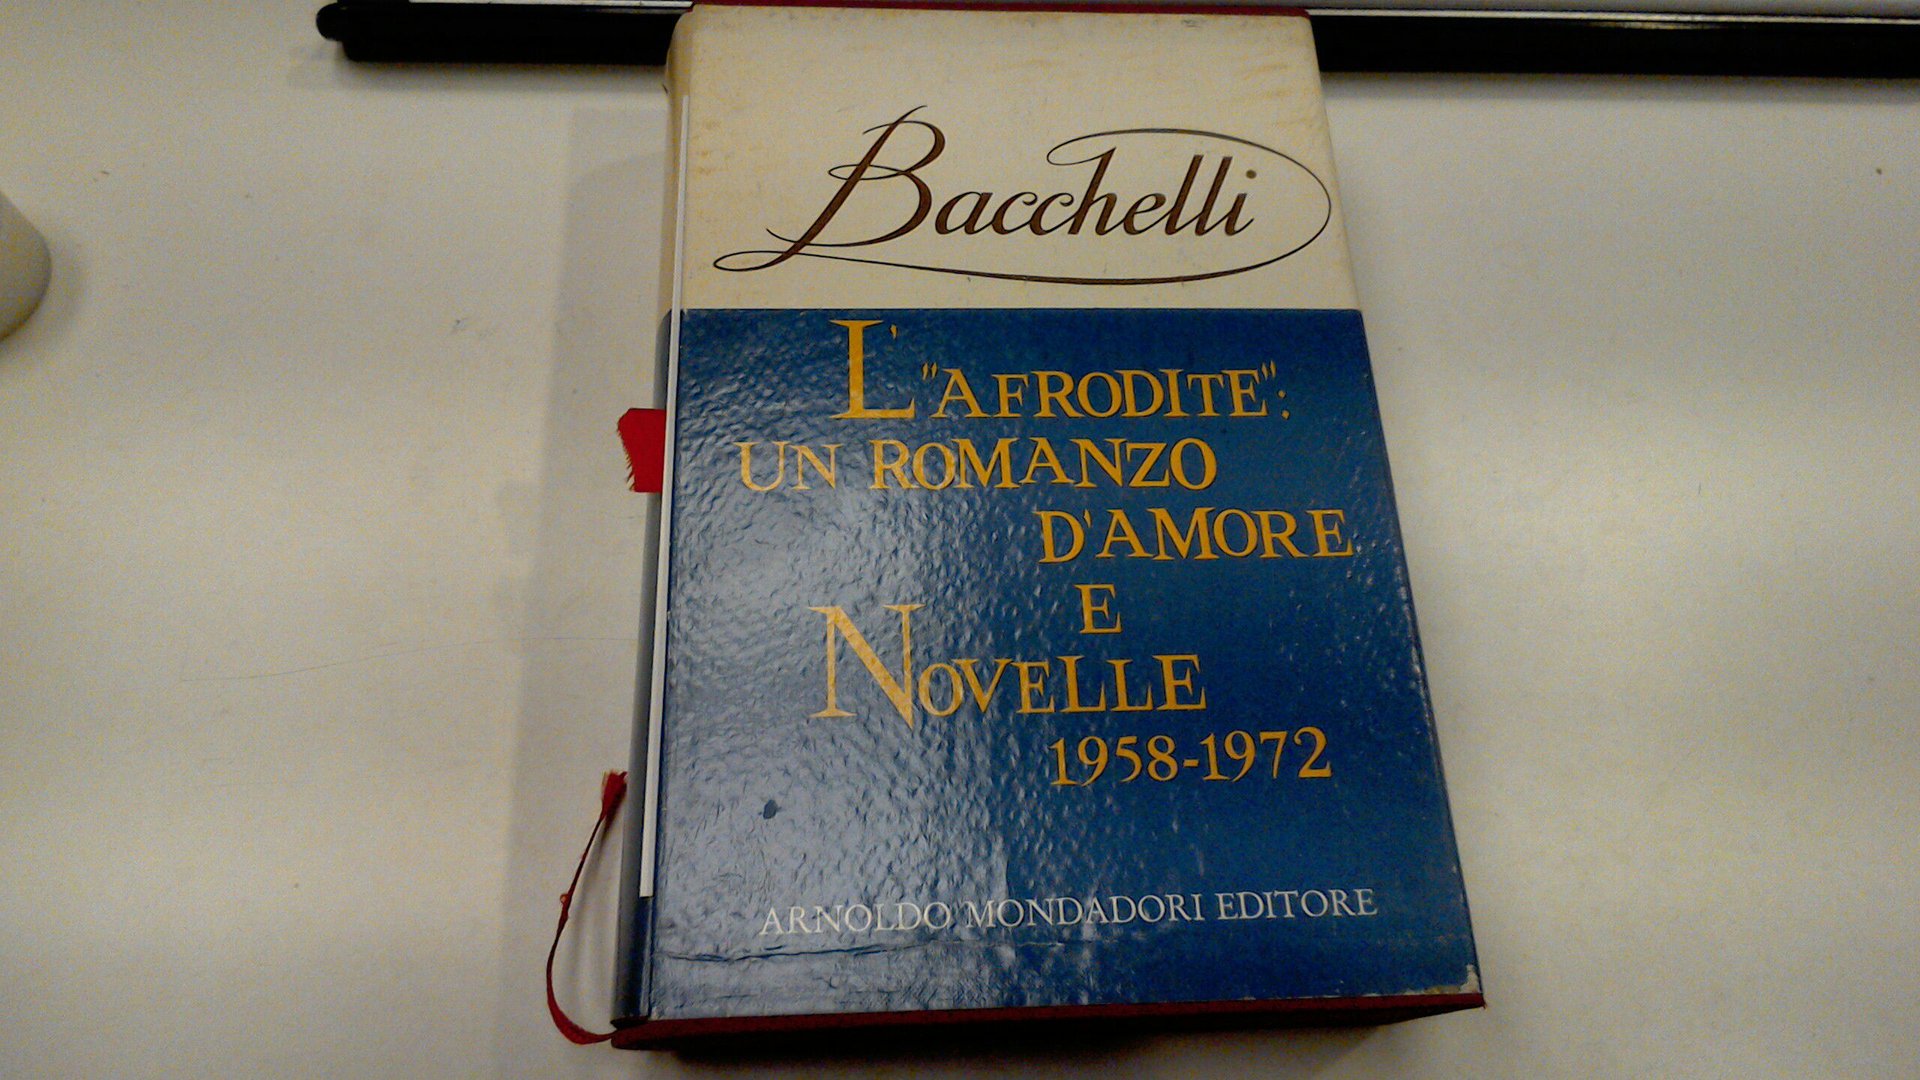 Bacchelli
L'"AFRODITE":
UN ROMANZO
D'AMORE
E
NOVELLE
1958-1972
ARNOLDO MONDADORI EDITORE